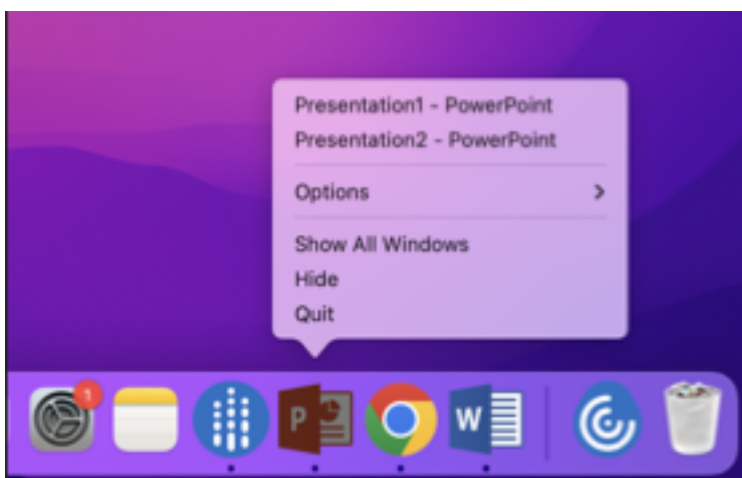 Presentation1 - PowerPoint
Presentation2 - PowerPoint
Options
Show All Windows
Hide
Quit
1
P
W